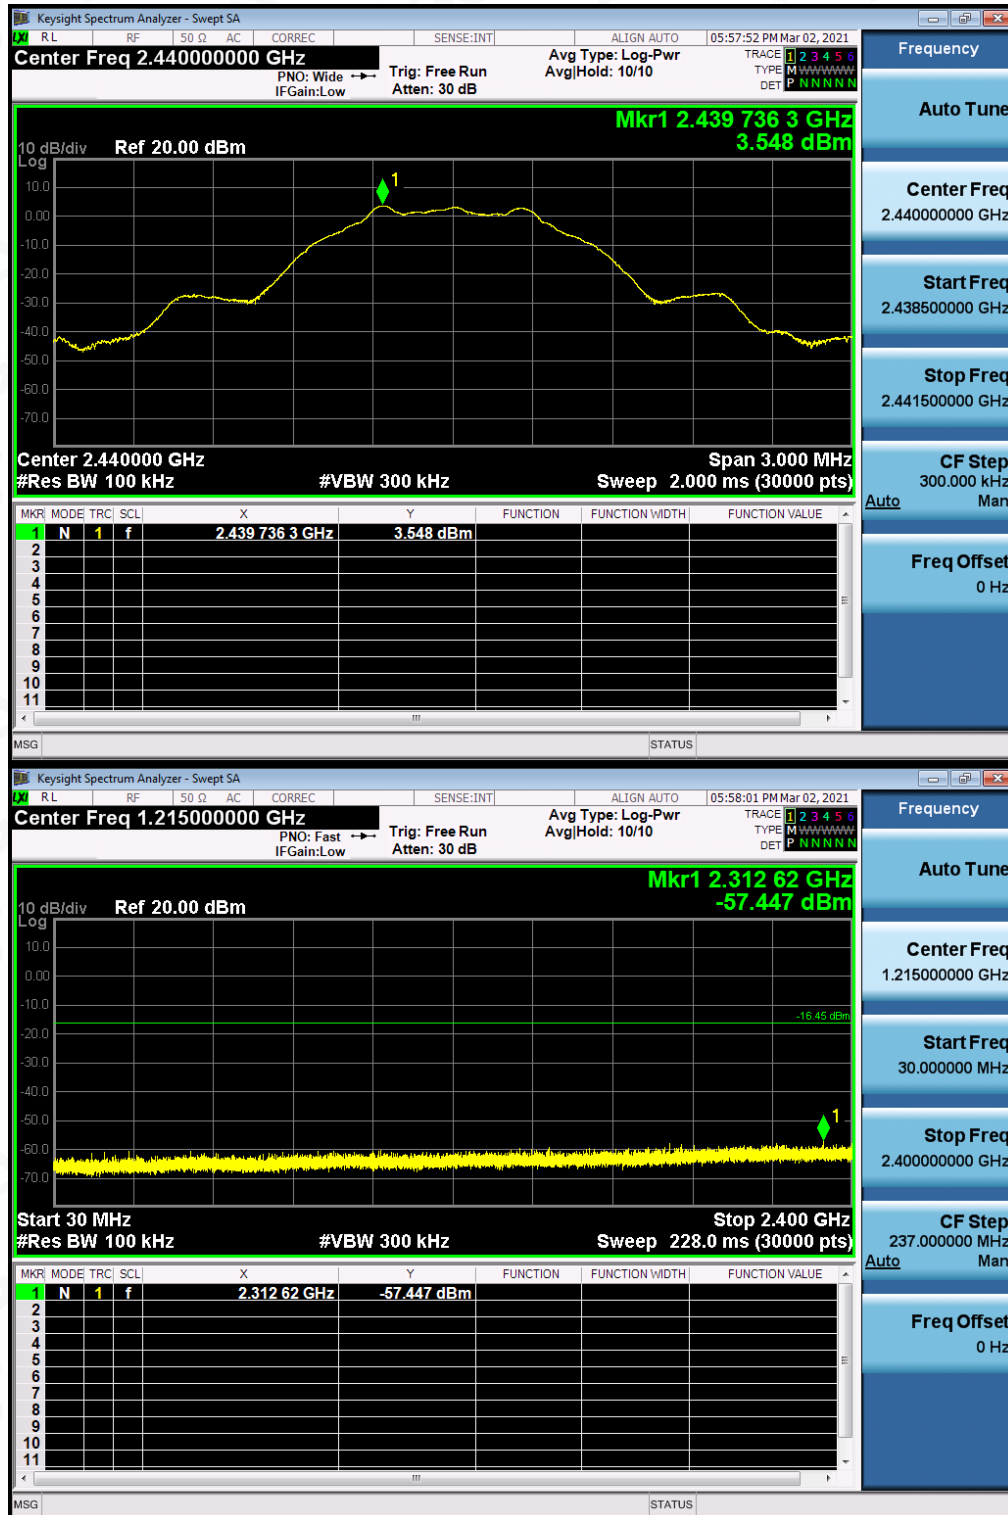 Keysight Spectrum Analyzer - Swept SA
LXI RL RF 50 Ω AC CORREC SENSE:INT ALIGN AUTO 05:57:52 PM Mar 02, 2021
Center Freq 2.440000000 GHz
PNO: Wide
IFGain:Low
Trig: Free Run
Atten: 30 dB
Avg Type: Log-Pwr
Avg|Hold: 10/10
TRACE 1 2 3 4 5 6
TYPE M WWWWW
DET P N N N N N
Mkr1 2.439 736 3 GHz
3.548 dBm
10 dB/div Ref 20.00 dBm
Log
1
10.0
0.00
-10.0
-20.0
-30.0
-40.0
-50.0
-60.0
-70.0
Center 2.440000 GHz Span 3.000 MHz
#Res BW 100 kHz #VBW 300 kHz Sweep 2.000 ms (30000 pts)
MKR MODE TRC SCL X Y FUNCTION FUNCTION WIDTH FUNCTION VALUE
1 N 1 f 2.439 736 3 GHz 3.548 dBm
2
3
4
5
6
7
8
9
10
11
MSG STATUS
Frequency
Auto Tune
Center Freq
2.440000000 GHz
Start Freq
2.438500000 GHz
Stop Freq
2.441500000 GHz
CF Step
300.000 kHz
Auto Man
Freq Offset
0 Hz
Keysight Spectrum Analyzer - Swept SA
LXI RL RF 50 Ω AC CORREC SENSE:INT ALIGN AUTO 05:58:01 PM Mar 02, 2021
Center Freq 1.215000000 GHz
PNO: Fast
IFGain:Low
Trig: Free Run
Atten: 30 dB
Avg Type: Log-Pwr
Avg|Hold: 10/10
TRACE 1 2 3 4 5 6
TYPE M WWWWW
DET P N N N N N
Mkr1 2.312 62 GHz
-57.447 dBm
10 dB/div Ref 20.00 dBm
Log
10.0
0.00
-10.0
-16.45 dBm
-20.0
-30.0
-40.0
-50.0
1
-60.0
-70.0
Start 30 MHz Stop 2.400 GHz
#Res BW 100 kHz #VBW 300 kHz Sweep 228.0 ms (30000 pts)
MKR MODE TRC SCL X Y FUNCTION FUNCTION WIDTH FUNCTION VALUE
1 N 1 f 2.312 62 GHz -57.447 dBm
2
3
4
5
6
7
8
9
10
11
MSG STATUS
Frequency
Auto Tune
Center Freq
1.215000000 GHz
Start Freq
30.000000 MHz
Stop Freq
2.400000000 GHz
CF Step
237.000000 MHz
Auto Man
Freq Offset
0 Hz